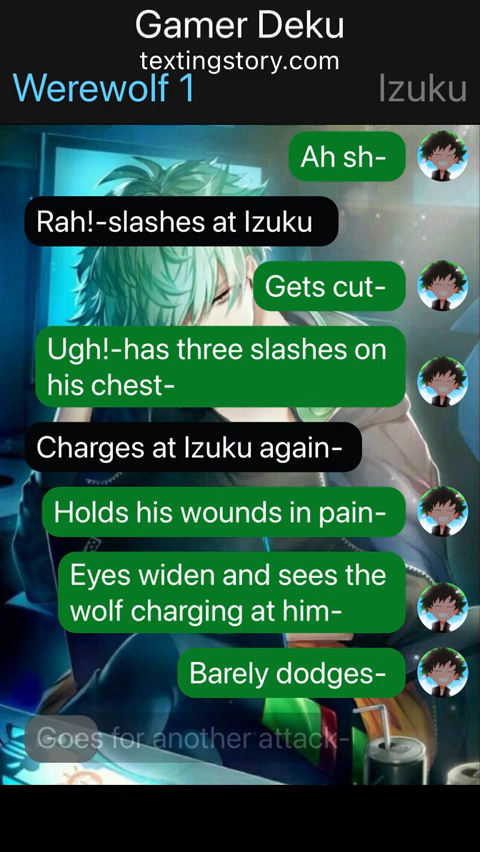 Gamer Deku
textingstory.com
Werewolf 1
Izuku
Ah sh-
Rah!-slashes at Izuku
Gets cut-
Ugh!-has three slashes on
his chest-
Charges at Izuku again-
Holds his wounds in pain-
Eyes widen and sees the
wolf charging at him-
Barely dodges-
Goes for another attack-